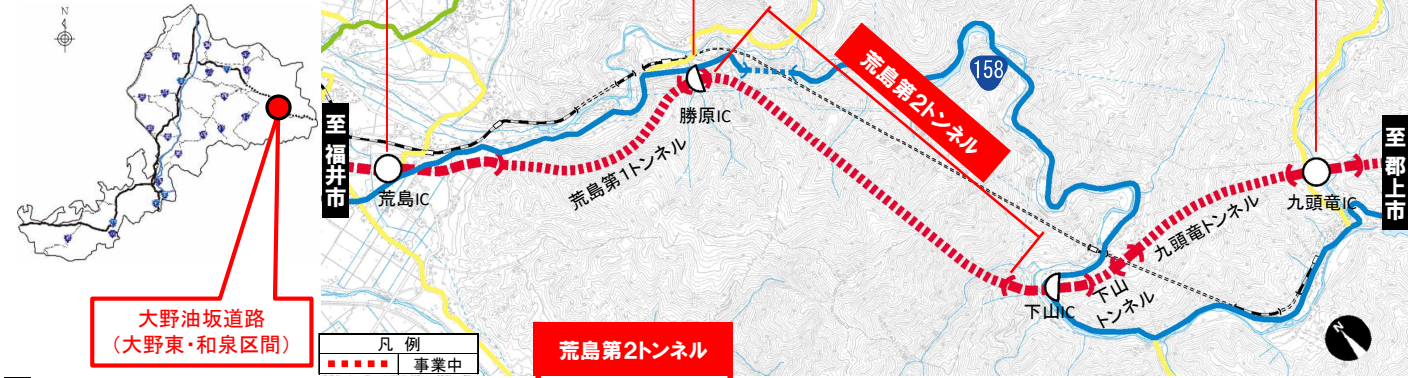 N
大野油坂道路
(大野東・和泉区間)
至
福
井
市
荒島IC
荒島第1トンネル
勝原IC
荒島第2トンネル
158
下山IC
下山
トンネル
九頭竜トンネル
九頭竜IC
至
郡
上
市
凡 例
事業中
荒島第2トンネル
N